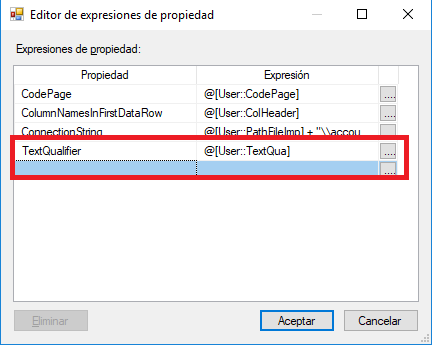 Editor de expresiones de propiedad
Expresiones de propiedad:
Propiedad Expresión
CodePage @[User::CodePage] ...
ColumnNamesInFirstDataRow @[User::ColHeader] ...
ConnectionString @[User::PathFileImp] + "\\accou ...
TextQualifier @[User::TextQua] ...
...
Eliminar Aceptar Cancelar